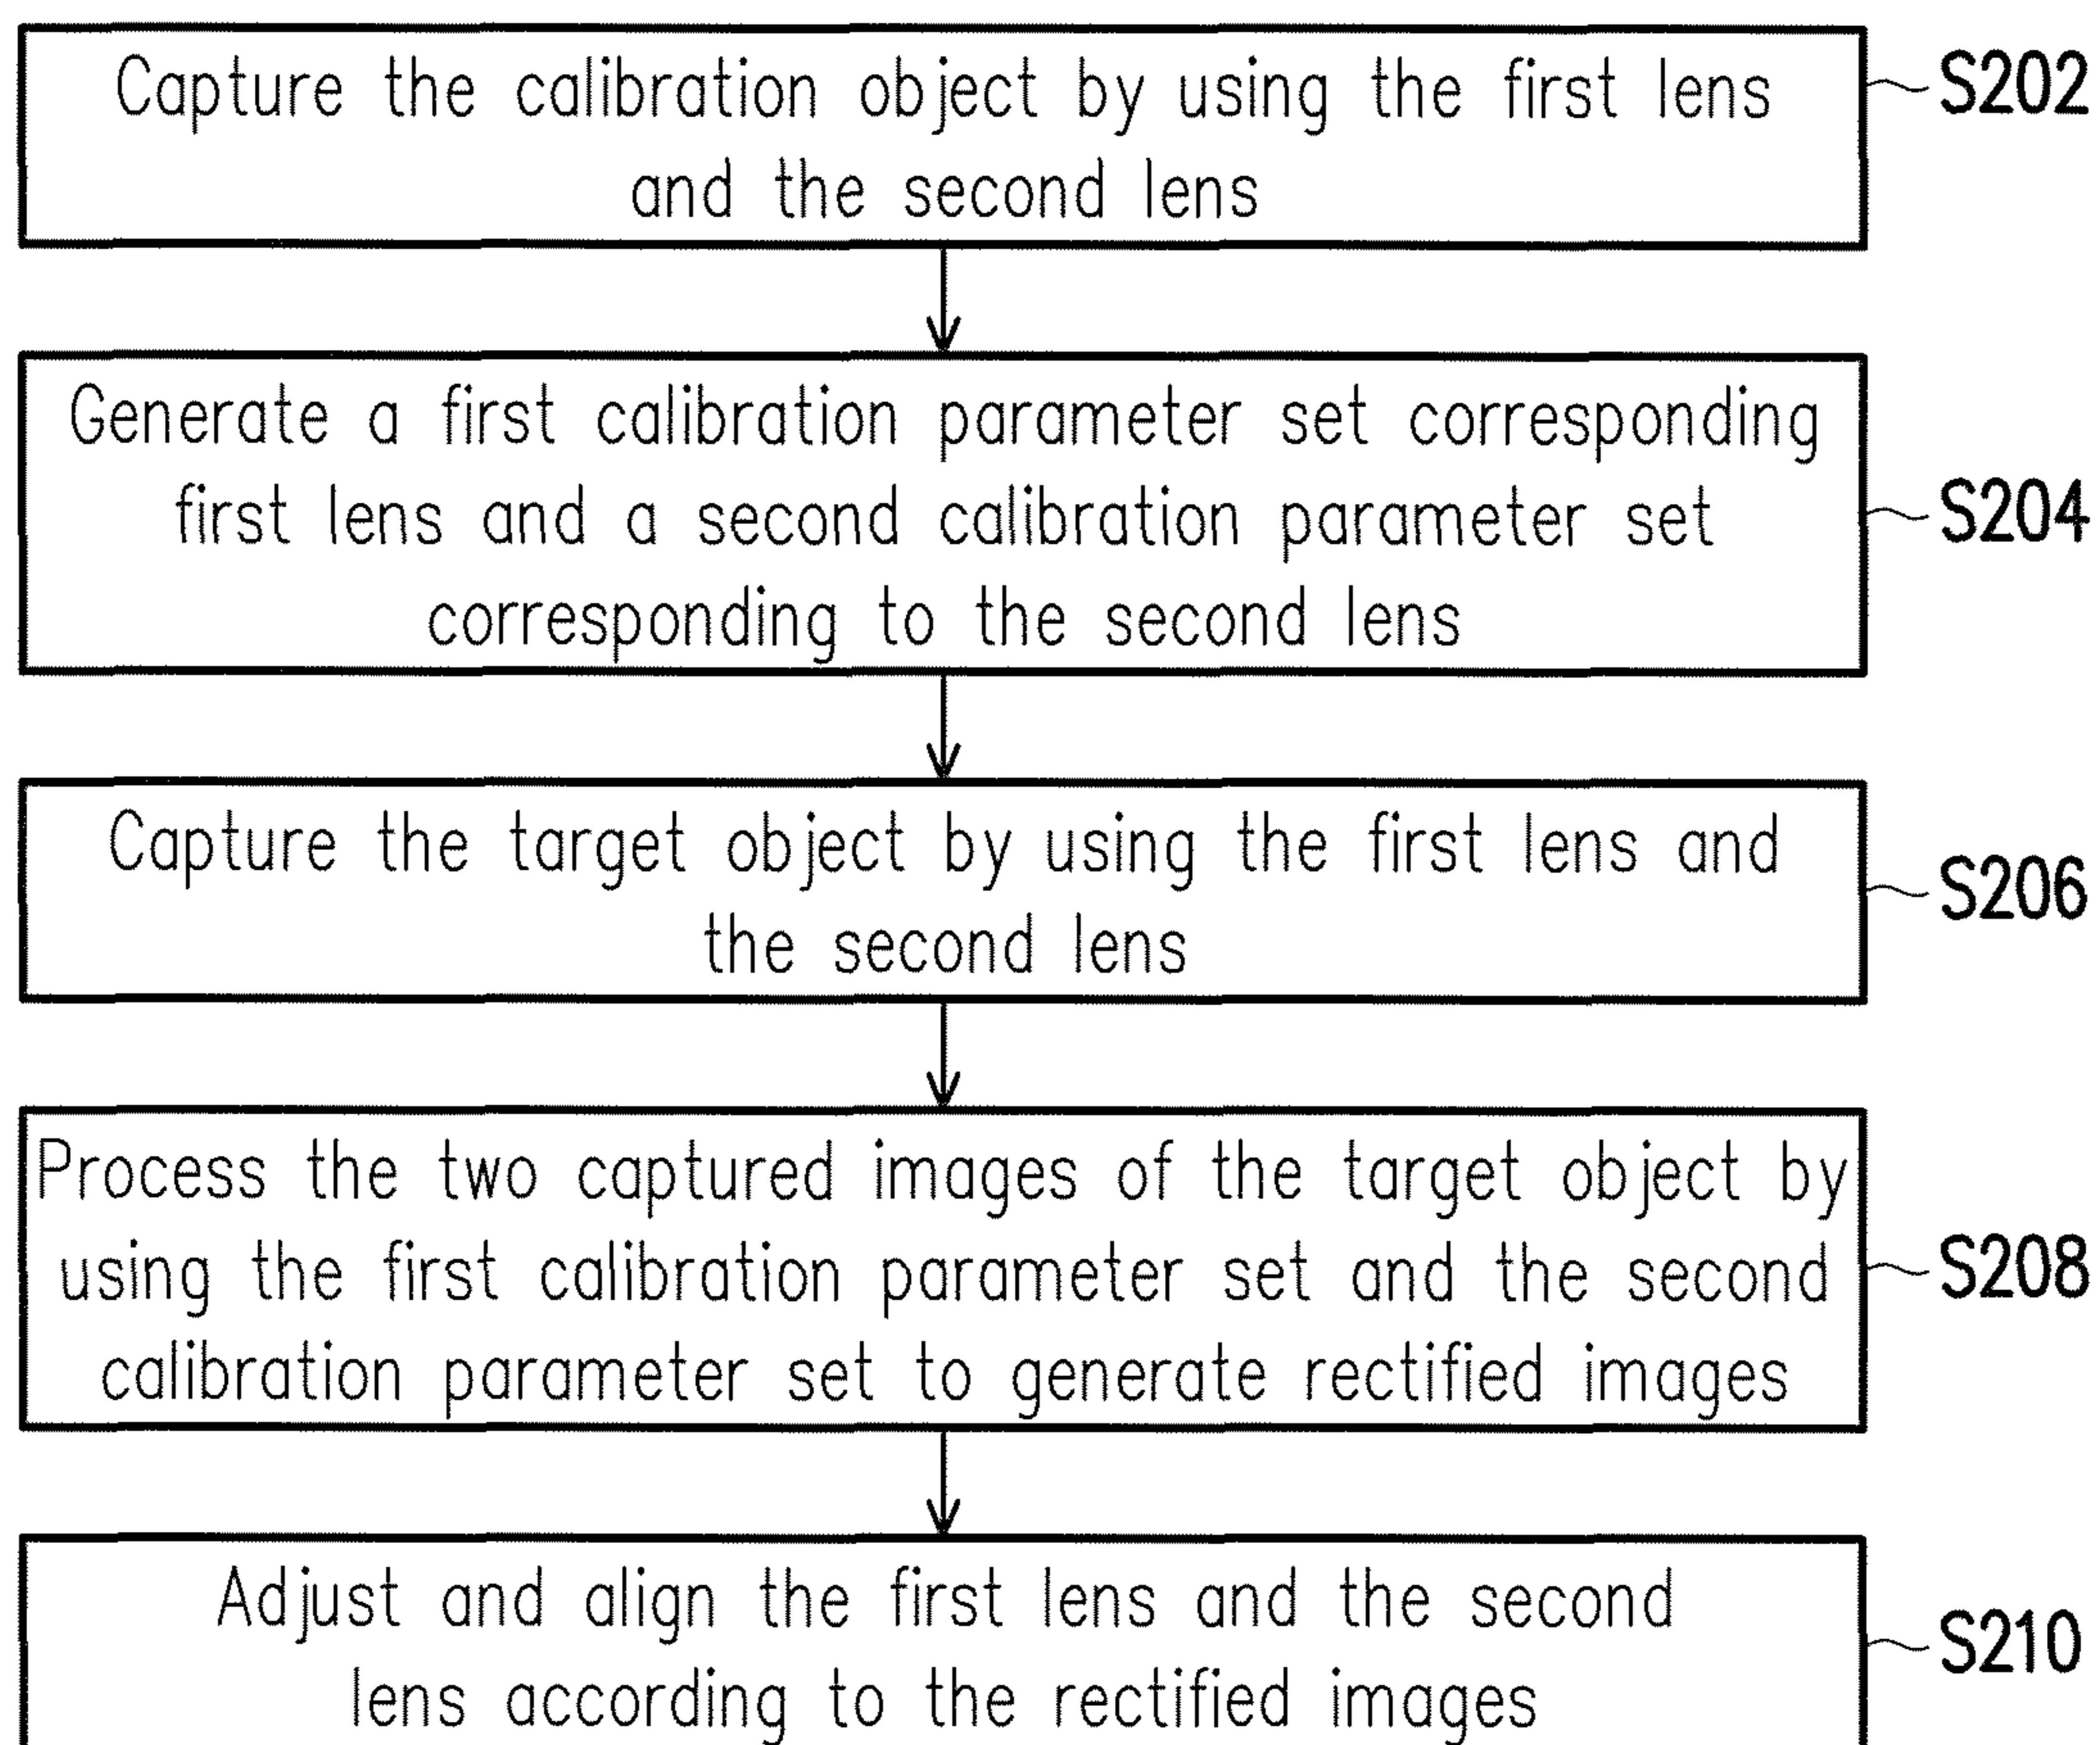 Capture the calibration object by using the first lens
and the second lens
S202
Generate a first calibration parameter set corresponding
first lens and a second calibration parameter set
corresponding to the second lens
S204
Capture the target object by using the first lens and
the second lens
S206
Process the two captured images of the target object by
using the first calibration parameter set and the second
calibration parameter set to generate rectified images
S208
Adjust and align the first lens and the second
lens according to the rectified images
S210